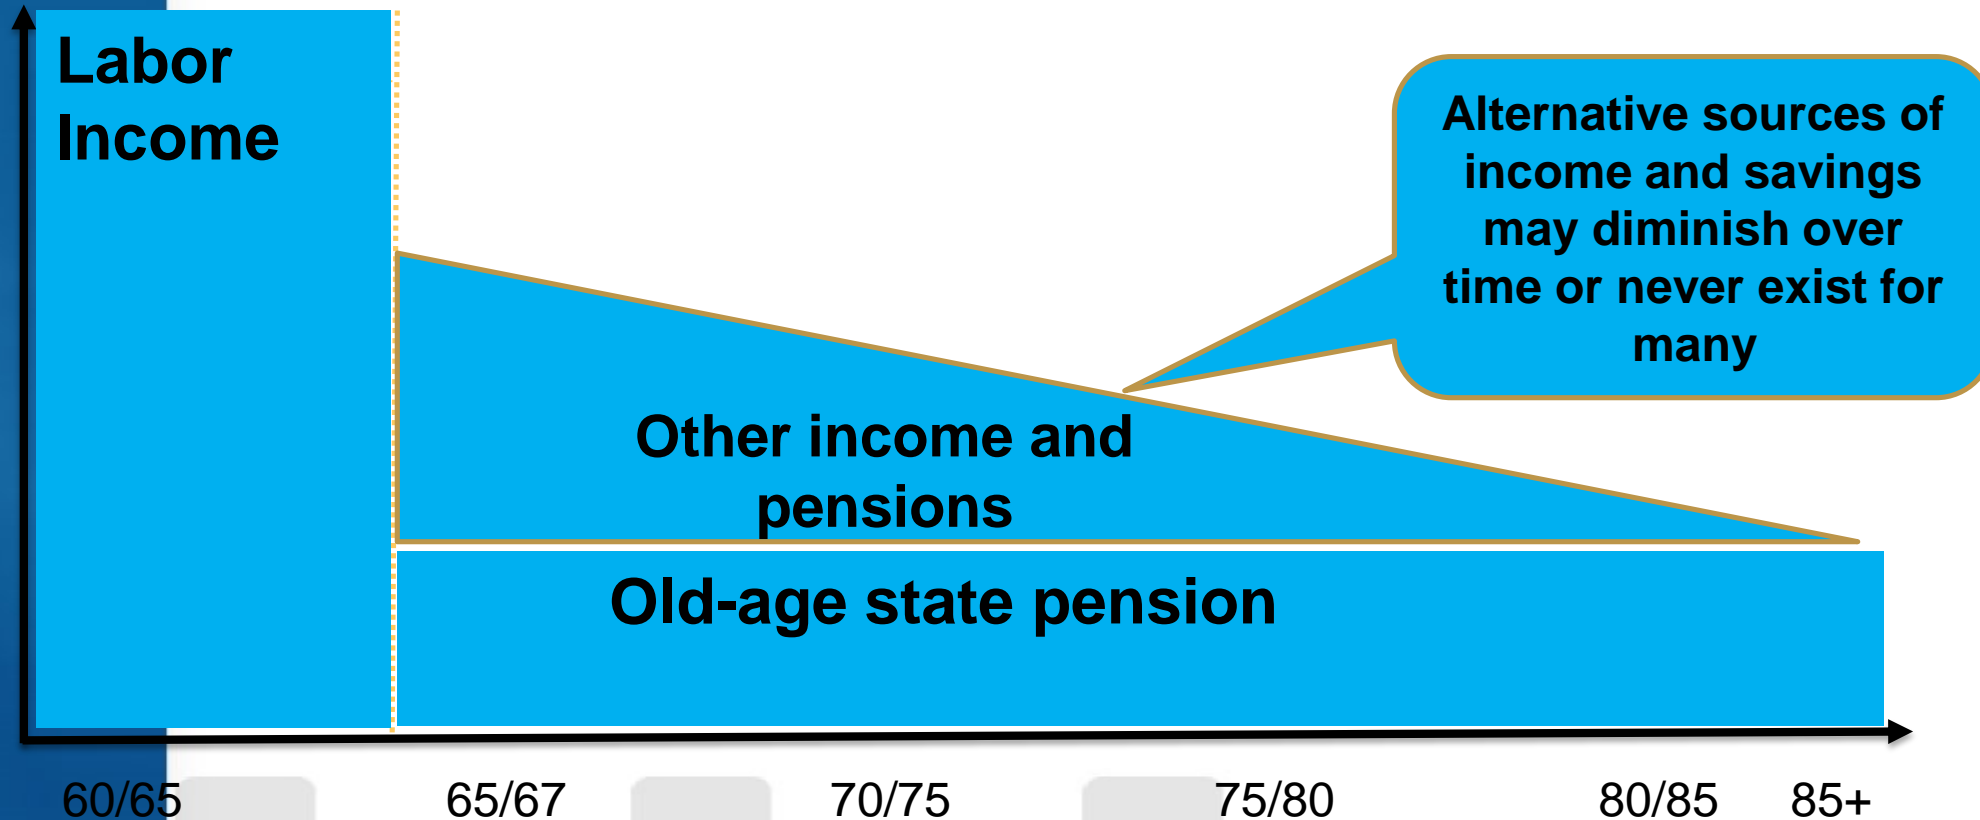 Labor
Income
Alternative sources of
income and savings
may diminish over
time or never exist for
many
Other income and
pensions
Old-age state pension
60/65 65/67 70/75 75/80 80/85 85+